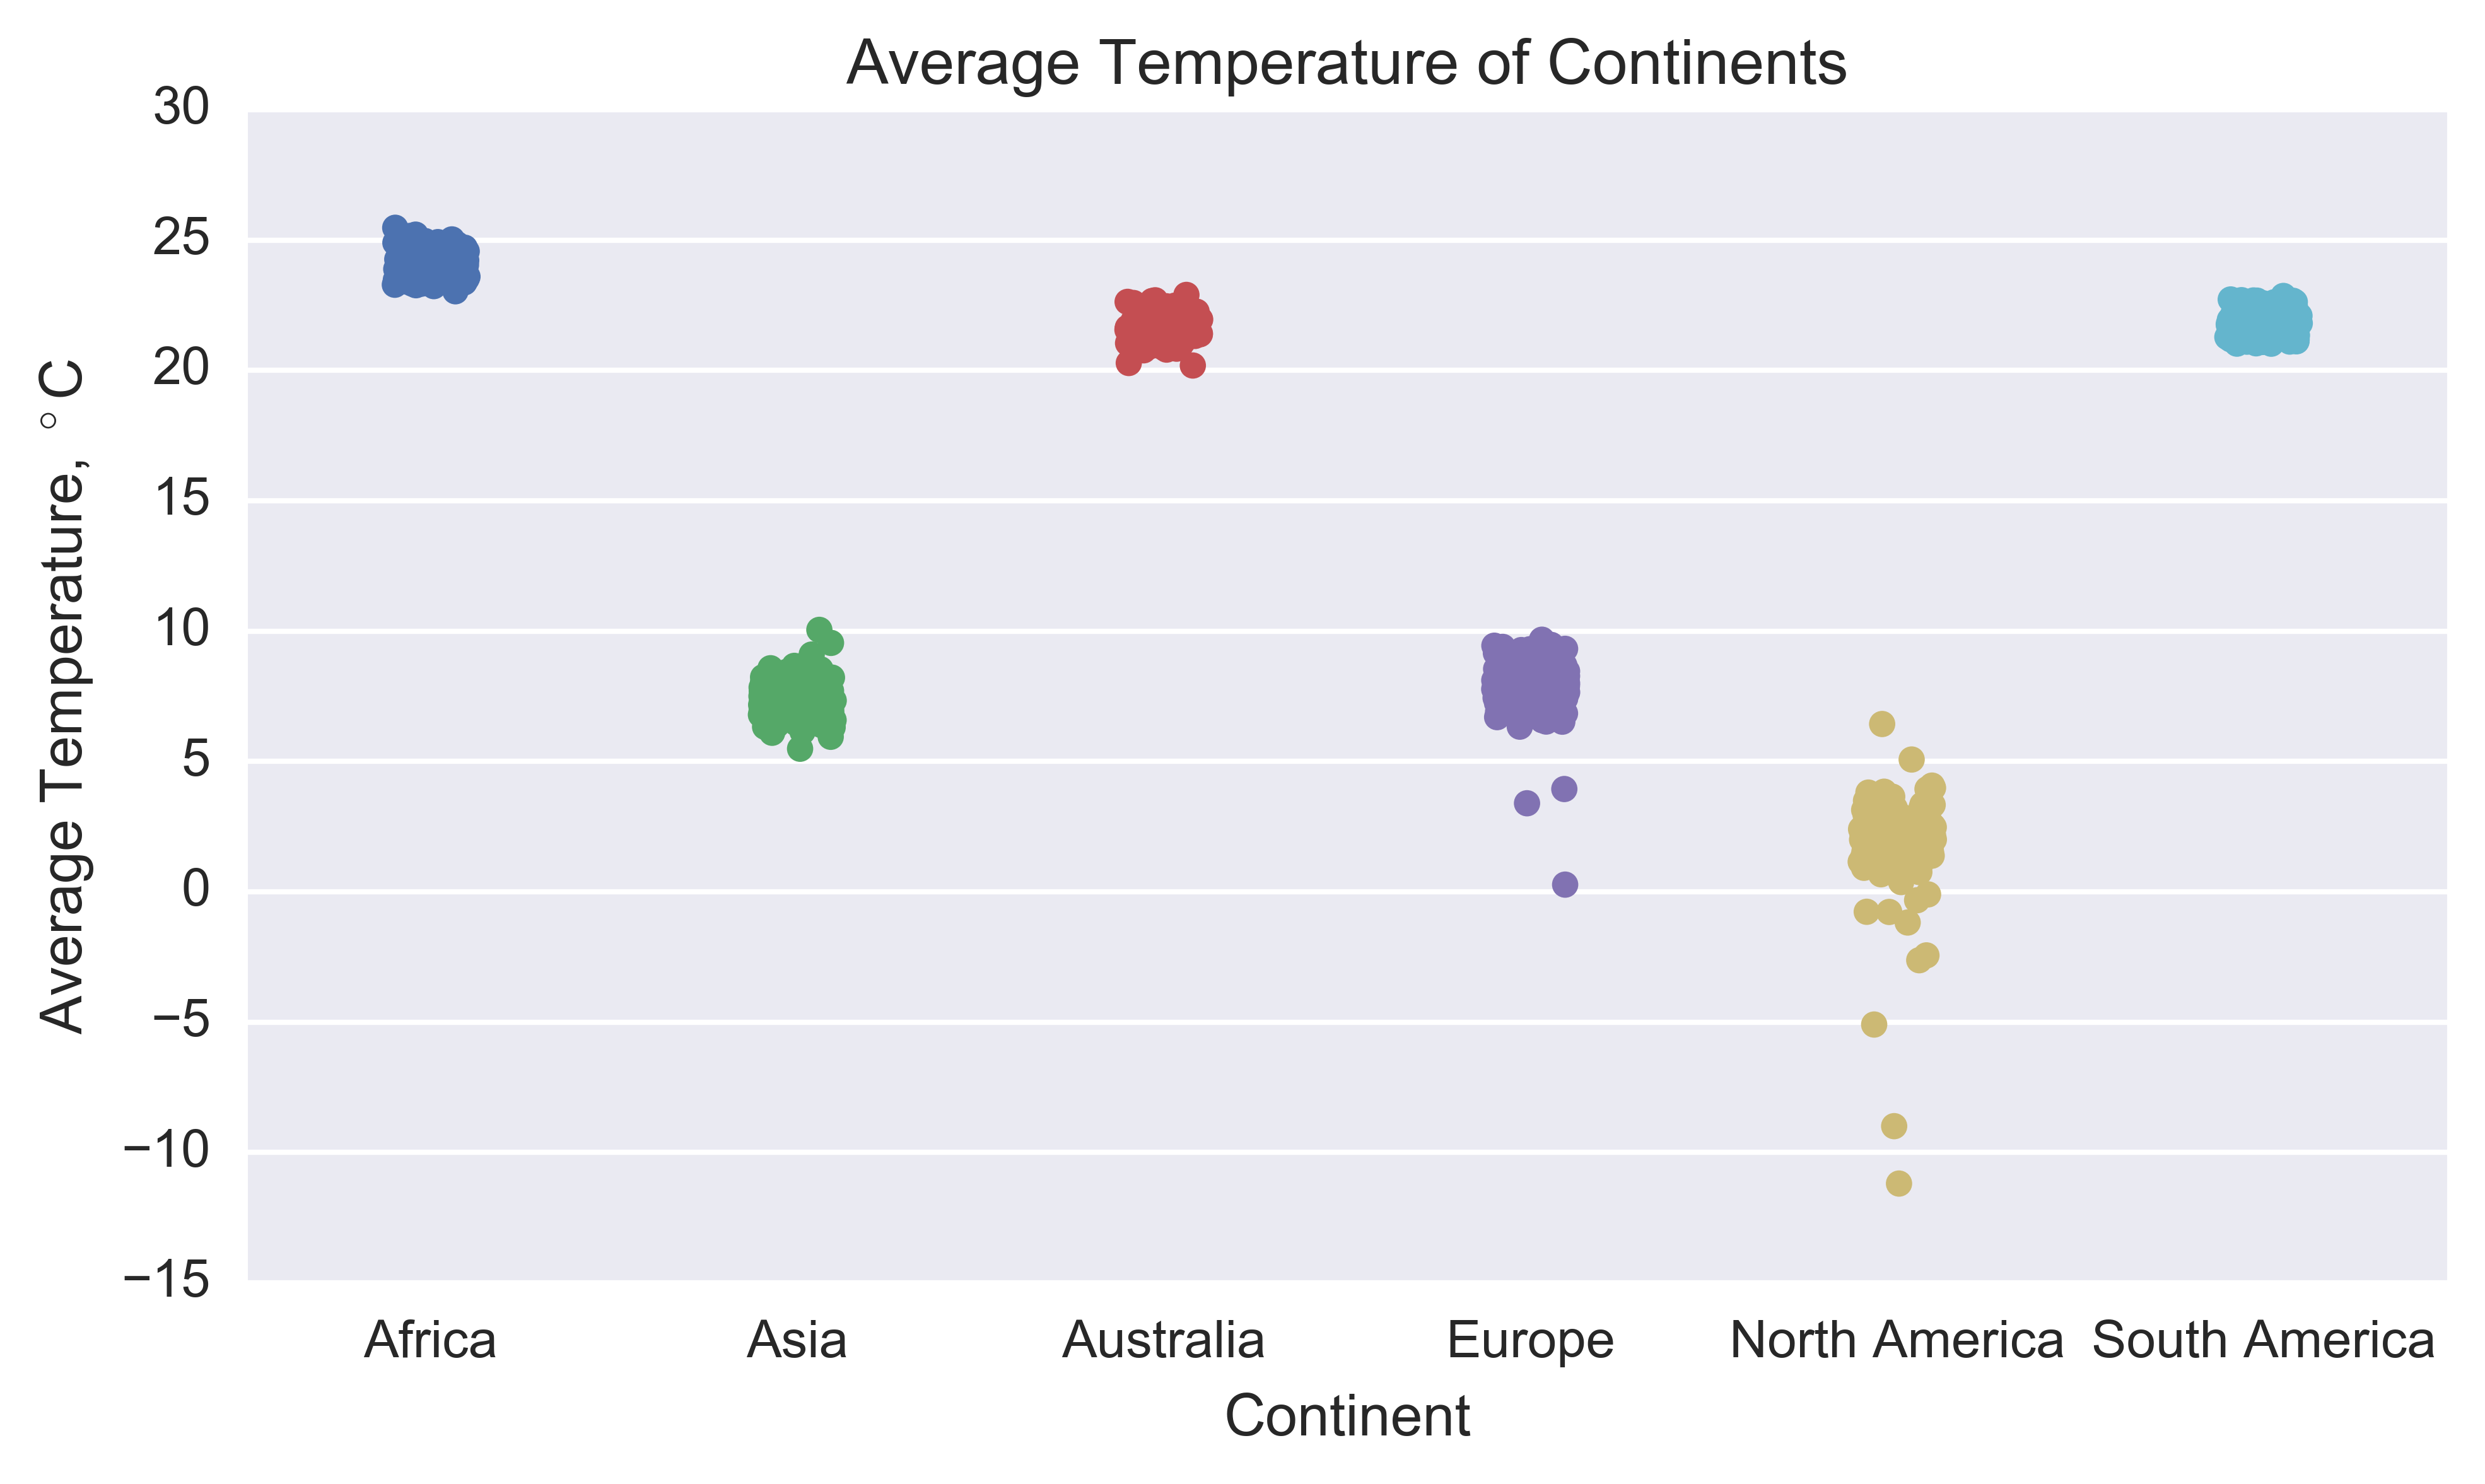 Average Temperature of Continents
30
25
20
15
10
5
0
−5
−10
−15
Average Temperature, °C
Africa Asia Australia Europe North America South America
Continent